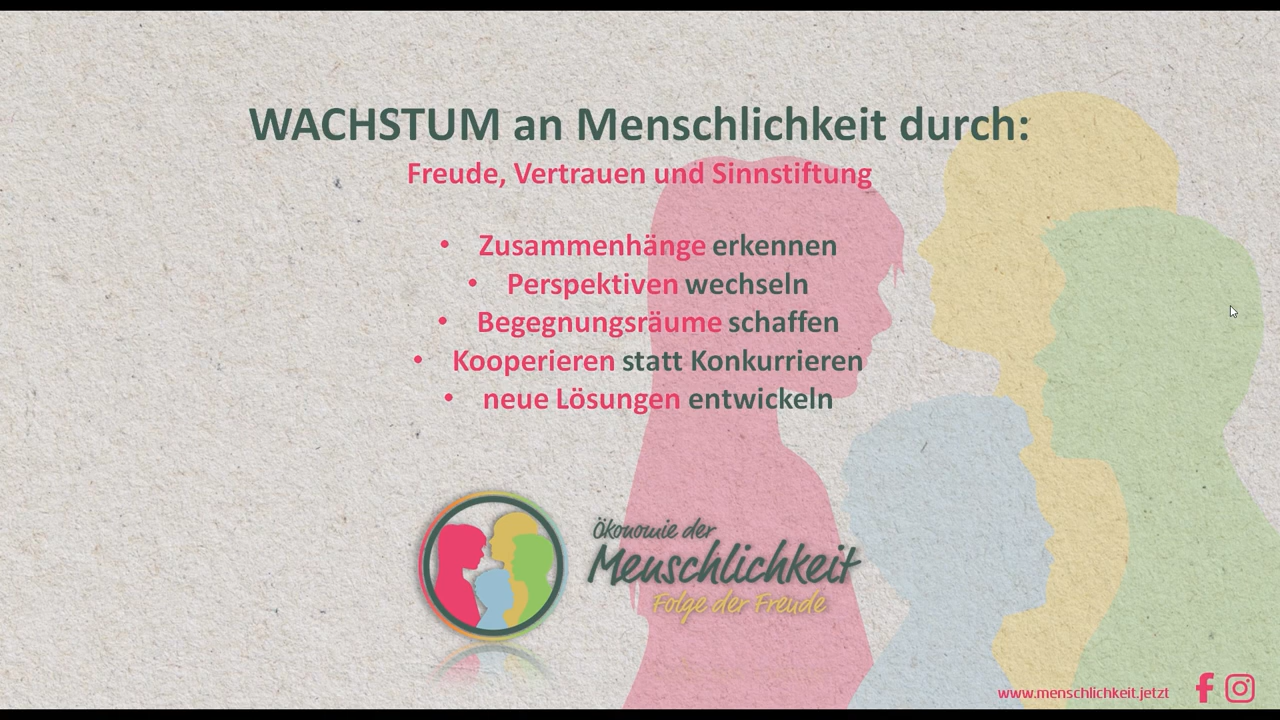 WACHSTUM an Menschlichkeit durch:
Freude, Vertrauen und Sinnstiftung
• Zusammenhänge erkennen
• Perspektiven wechseln
• Begegnungsräume schaffen
• Kooperieren statt Konkurrieren
• neue Lösungen entwickeln
Ökonomie der
Menschlichkeit
Folge der Freude
www.menschlichkeit.jetzt